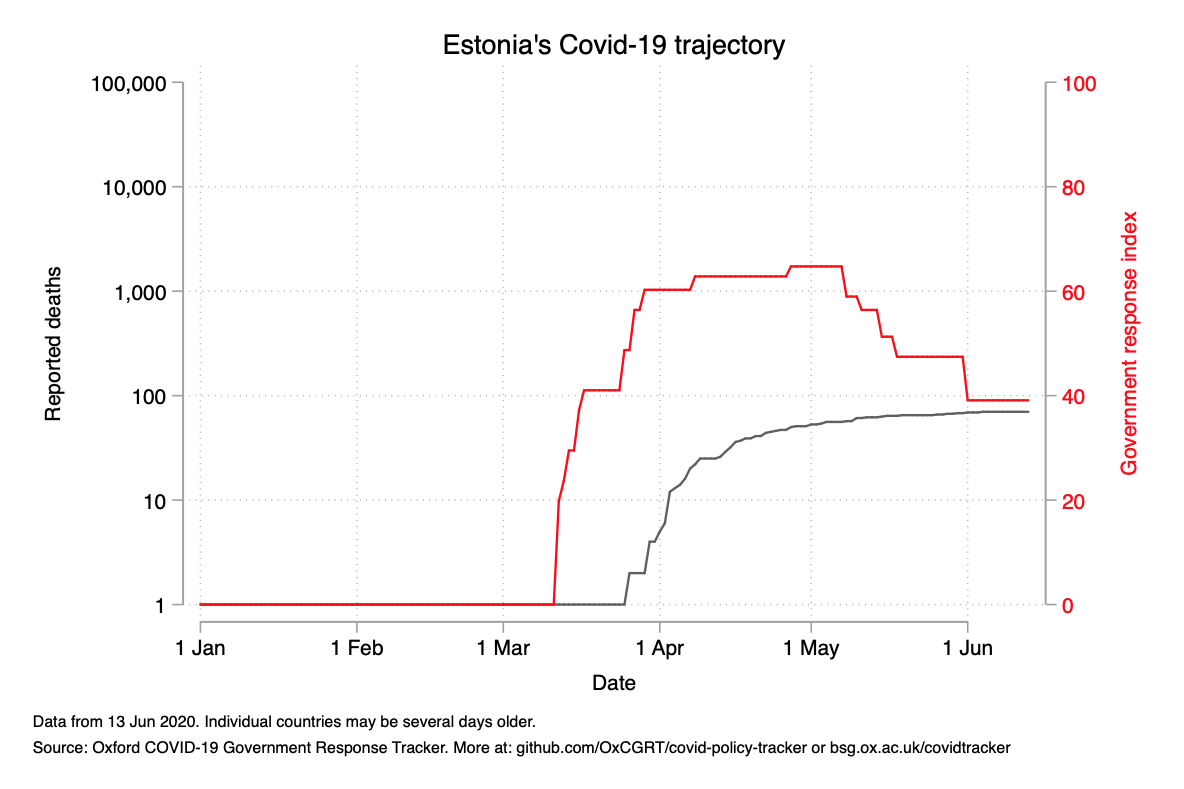 Estonia's Covid-19 trajectory
100,000
10,000
1,000
100
10
1
Reported deaths
100
80
60
40
20
0
Government response index
1 Jan 1 Feb 1 Mar 1 Apr 1 May 1 Jun
Date
Data from 13 Jun 2020. Individual countries may be several days older.
Source: Oxford COVID-19 Government Response Tracker. More at: github.com/OxCGRT/covid-policy-tracker or bsg.ox.ac.uk/covidtracker